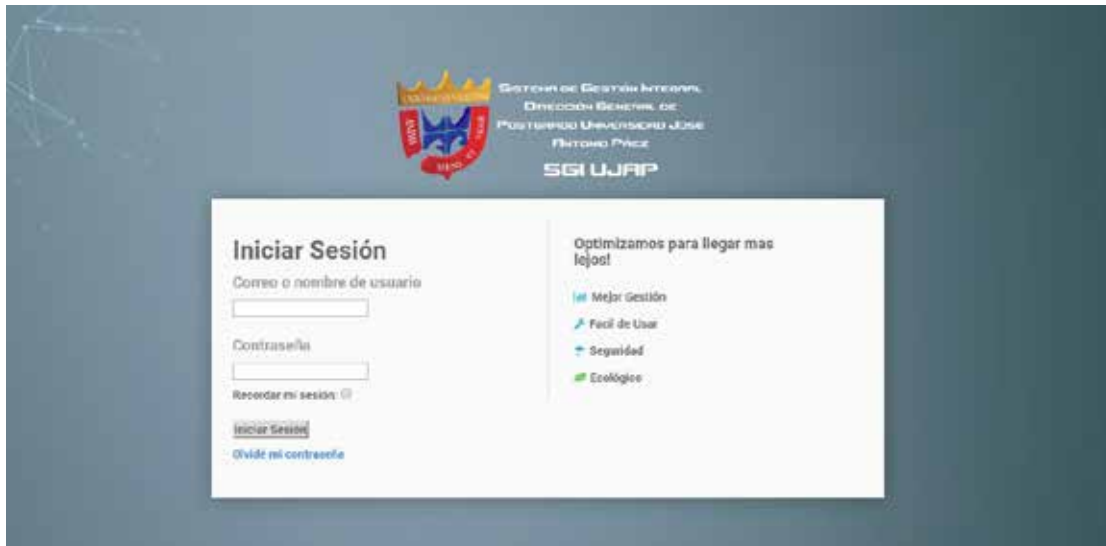 Sistema de Gestión Integral
Dirección General de
Postgrado Universidad Jose
Antonio Páez
SGI UJAP
Iniciar Sesión
Correo o nombre de usuario
Contraseña
Recordar mi sesión:
Iniciar Sesión
Olvidé mi contraseña
Optimizamos para llegar mas
lejos!
Mejor Gestión
Facil de Usar
Seguridad
Ecológico